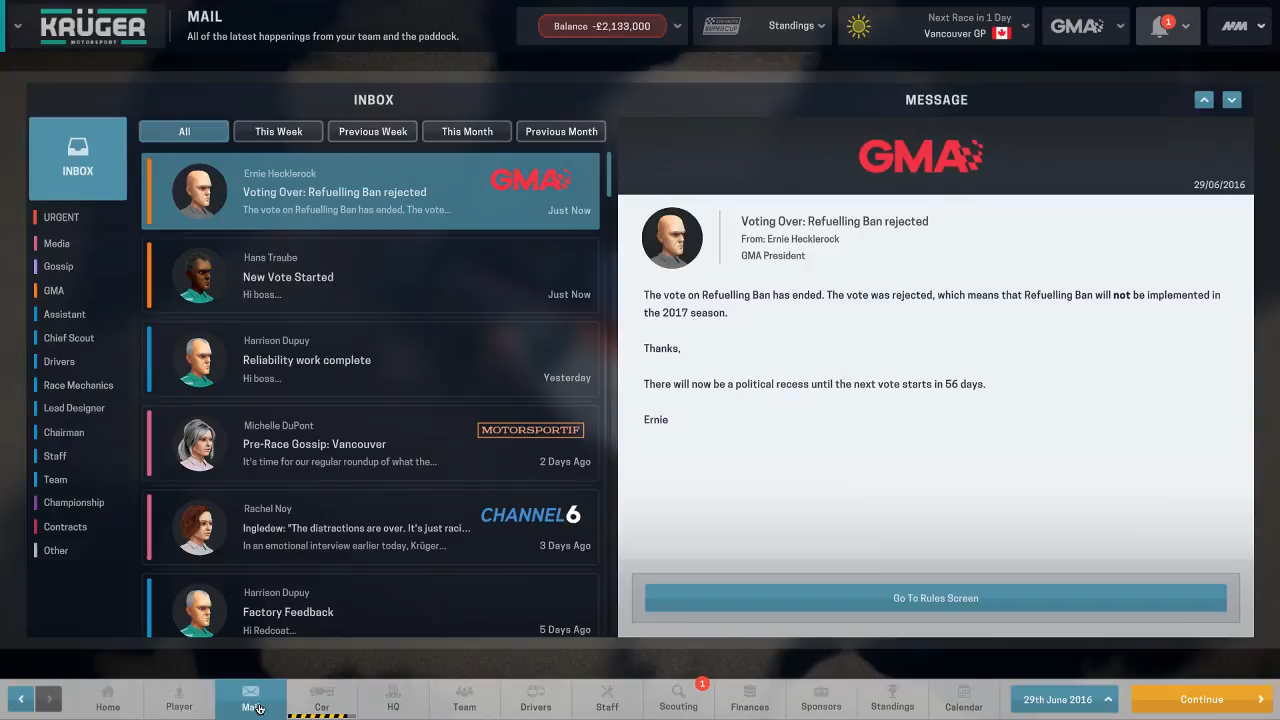 KRÜGER
MOTORSPORT
MAIL
All of the latest happenings from your team and the paddock.
Balance -£2,133,000
Standings
Next Race in 1 Day
Vancouver GP
GMA
1
INBOX
MESSAGE
INBOX
All
This Week
Previous Week
This Month
Previous Month
URGENT
Media
Gossip
GMA
Assistant
Chief Scout
Drivers
Race Mechanics
Lead Designer
Chairman
Staff
Team
Championship
Contracts
Other
Ernie Hecklerock
Voting Over: Refuelling Ban rejected
The vote on Refuelling Ban has ended. The vote...
GMA
Just Now
Hans Traube
New Vote Started
Hi boss...
Just Now
Harrison Dupuy
Reliability work complete
Hi boss...
Yesterday
Michelle DuPont
Pre-Race Gossip: Vancouver
It's time for our regular roundup of what the...
MOTORSPORTIF
2 Days Ago
Rachel Noy
Ingledew: "The distractions are over. It's just raci...
In an emotional interview earlier today, Krüger...
CHANNEL6
3 Days Ago
Harrison Dupuy
Factory Feedback
Hi Redcoat...
5 Days Ago
GMA
29/06/2016
Voting Over: Refuelling Ban rejected
From: Ernie Hecklerock
GMA President
The vote on Refuelling Ban has ended. The vote was rejected, which means that Refuelling Ban will not be implemented in
the 2017 season.
Thanks,
There will now be a political recess until the next vote starts in 56 days.
Ernie
Go To Rules Screen
Home
Player
Mail
Car
HQ
Team
Drivers
Staff
Scouting
1
Finances
Sponsors
Standings
Calendar
29th June 2016
Continue